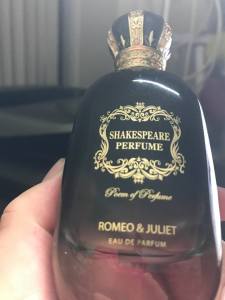 SHAKESPEARE
PERFUME
Poem of Perfume
ROMEO & JULIET
EAU DE PARFUM